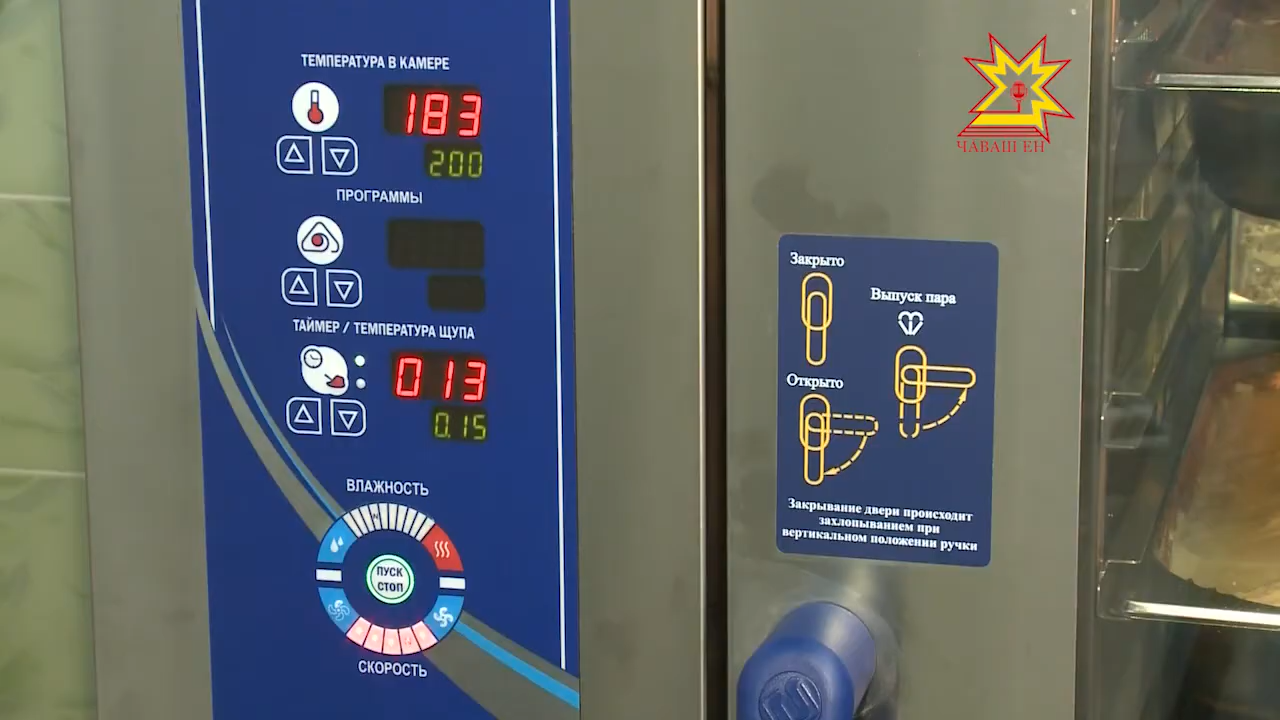 ТЕМПЕРАТУРА В КАМЕРЕ
183
200
ПРОГРАММЫ
ТАЙМЕР / ТЕМПЕРАТУРА ЩУПА
013
0.15
ВЛАЖНОСТЬ
ПУСК
СТОП
СКОРОСТЬ
ЧАВАШ ЕН
Закрыто
Выпуск пара
Открыто
Закрывание двери происходит
захлопыванием при
вертикальном положении ручки